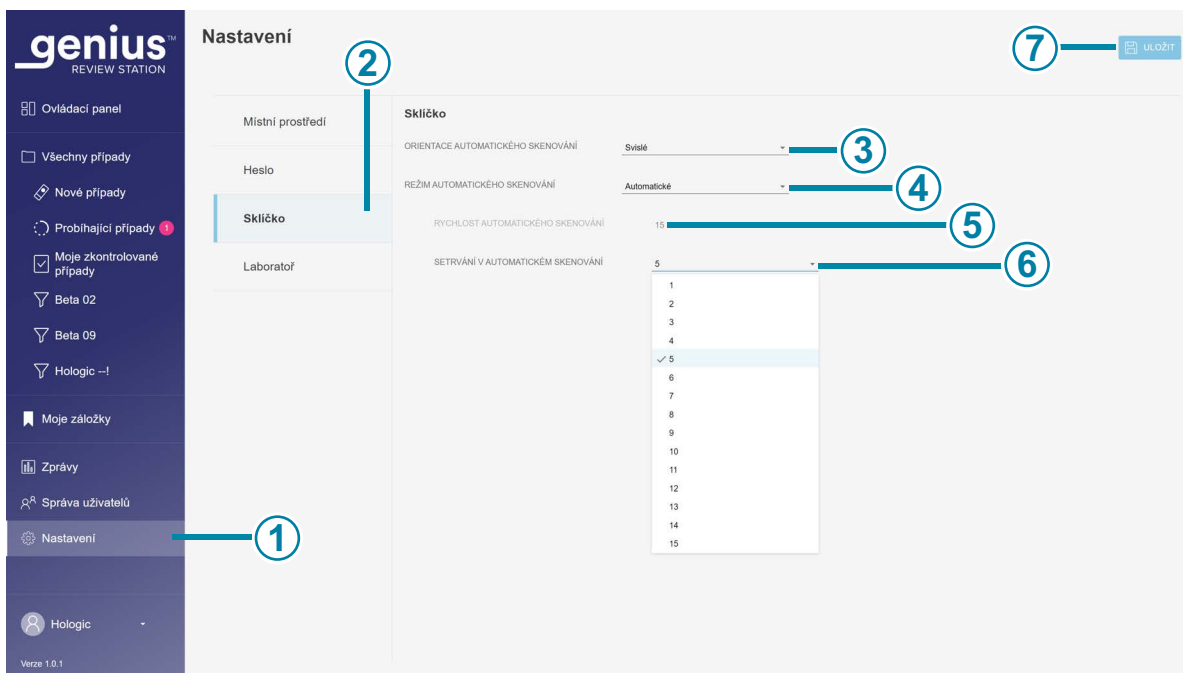 genius™
REVIEW STATION
Ovládací panel
Všechny případy
Nové případy
Probíhající případy 1
Moje zkontrolované
případy
Beta 02
Beta 09
Hologic --!
Moje záložky
Zprávy
Správa uživatelů
Nastavení
1
Hologic
Verze 1.0.1
Nastavení
2
7
ULOŽIT
Místní prostředí
Heslo
Sklíčko
Laboratoř
Sklíčko
ORIENTACE AUTOMATICKÉHO SKENOVÁNÍ Svislé 3
REŽIM AUTOMATICKÉHO SKENOVÁNÍ Automatické 4
RYCHLOST AUTOMATICKÉHO SKENOVÁNÍ 15 5
SETRVÁNÍ V AUTOMATICKÉM SKENOVÁNÍ 5 6
1
2
3
4
5
6
7
8
9
10
11
12
13
14
15